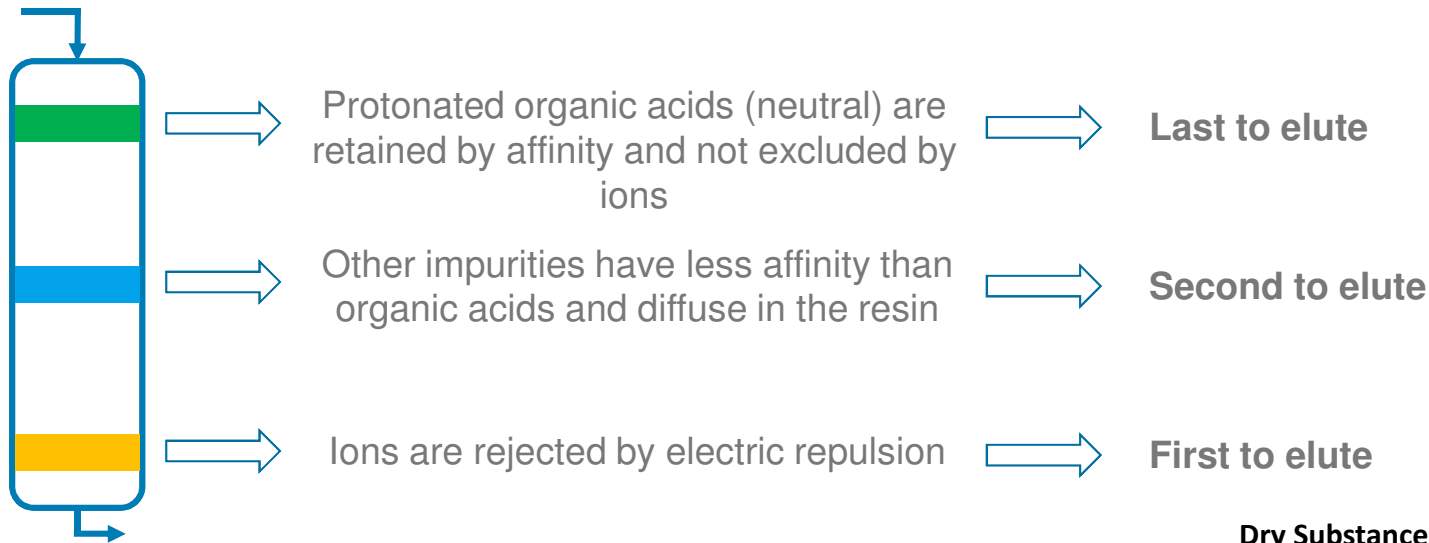 Protonated organic acids (neutral) are
retained by affinity and not excluded by
ions
Last to elute
Other impurities have less affinity than
organic acids and diffuse in the resin
Second to elute
Ions are rejected by electric repulsion
First to elute
Dry Substance